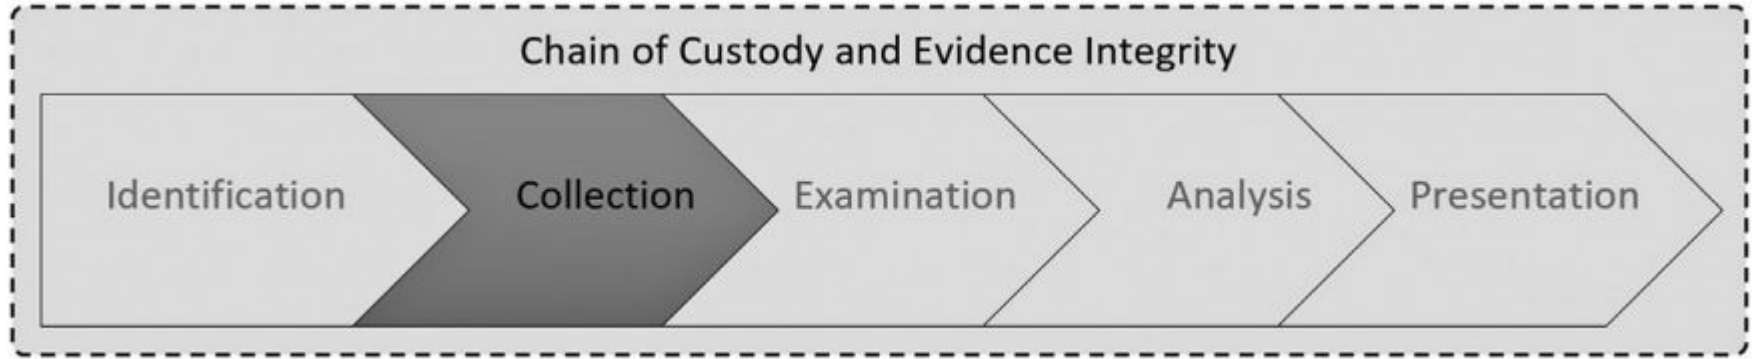 Chain of Custody and Evidence Integrity
Identification Collection Examination Analysis Presentation